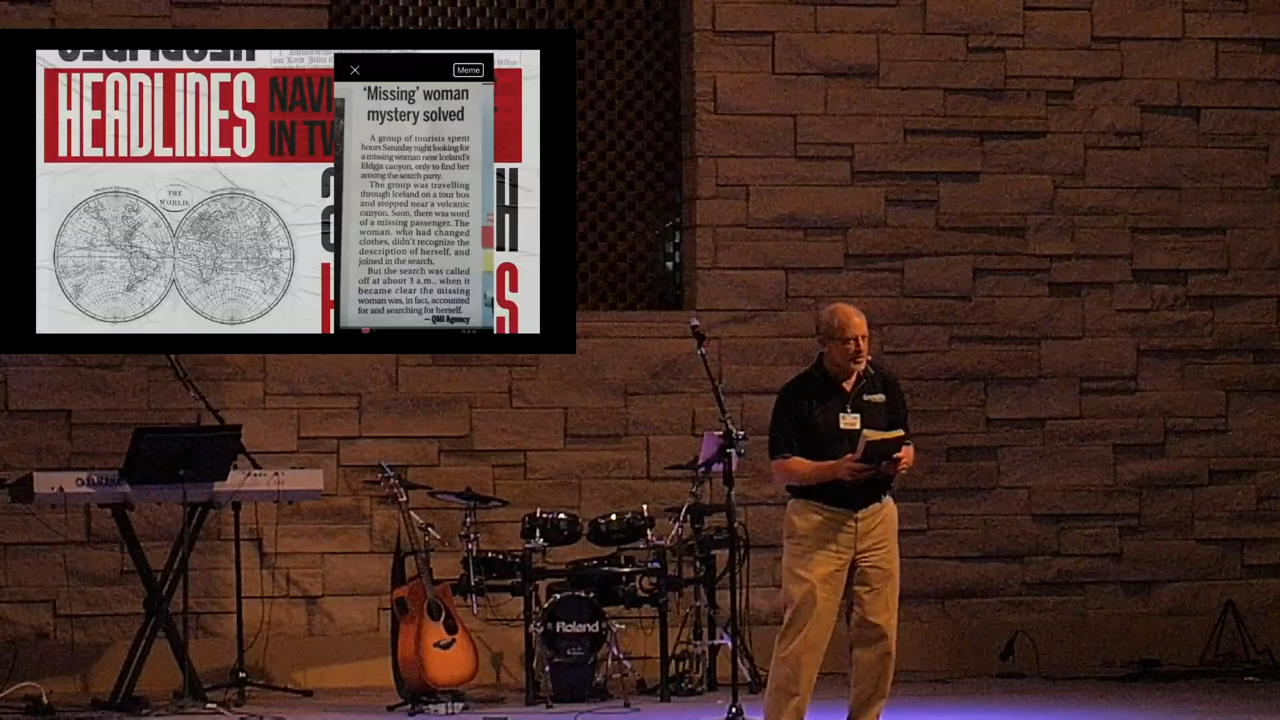 HEADLINES
HEADLINES
NAVI
IN TV
THE
WORLD.
H
S
Meme
'Missing' woman
mystery solved
A group of tourists spent
hours Saturday night looking for
a missing woman near Iceland's
Eldgja canyon, only to find her
among the search party.
The group was travelling
through Iceland on a tour bus
and stopped near a volcanic
canyon. Soon, there was word
of a missing passenger. The
woman, who had changed
clothes, didn't recognize the
description of herself, and
joined in the search.
But the search was called
off at about 3 a.m., when it
became clear the missing
woman was, in fact, accounted
for and searching for herself.
— QMI Agency
YAMAHA
Roland